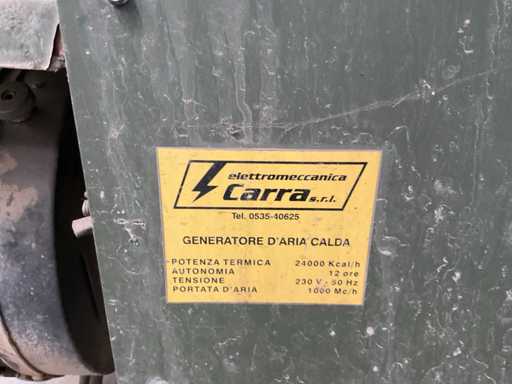 elettromeccanica
Carra s.r.l.
Tel. 0535-40625
GENERATORE D'ARIA CALDA
POTENZA TERMICA 24000 Kcal/h
AUTONOMIA 12 ore
TENSIONE 230 V - 50 Hz
PORTATA D'ARIA 1000 Mc/h